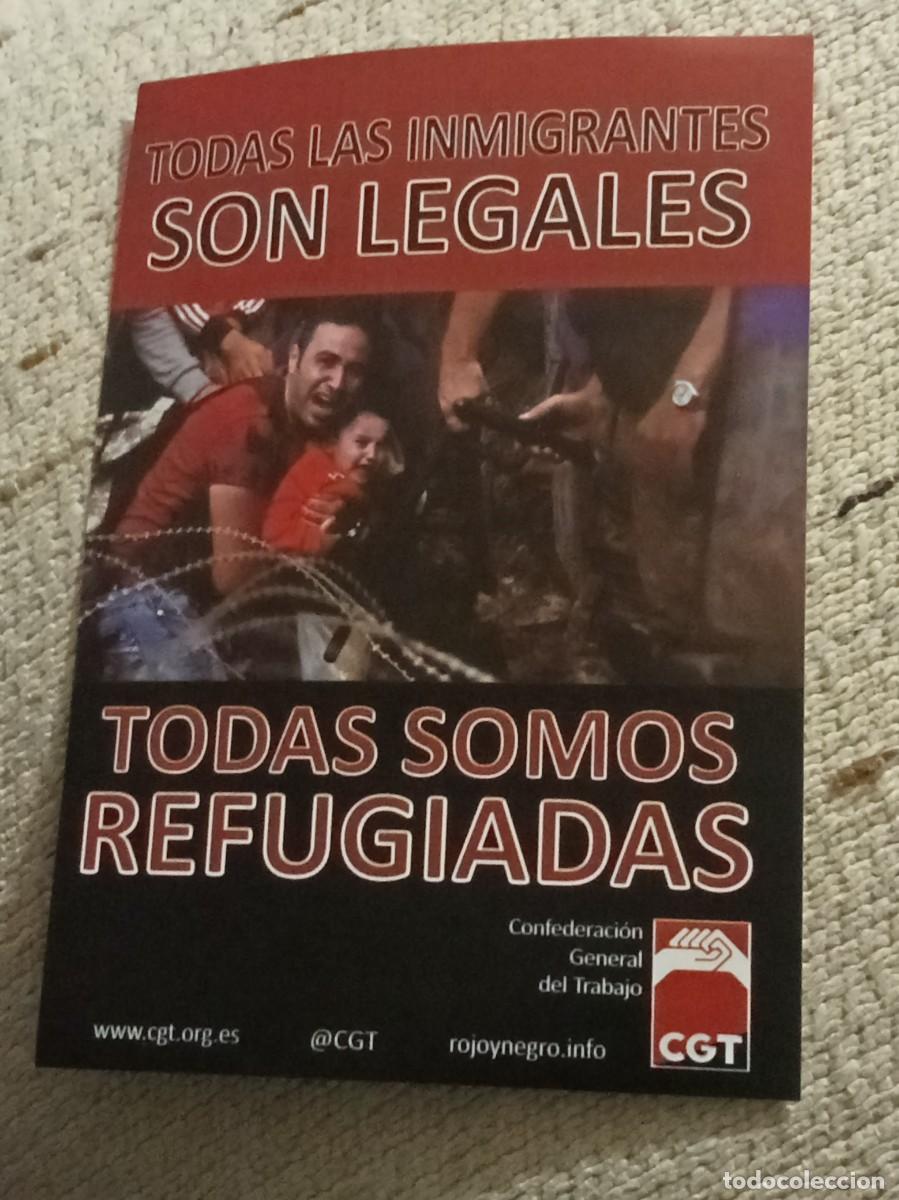 TODAS LAS INMIGRANTES
SON LEGALES
TODAS SOMOS
REFUGIADAS
Confederación
General
del Trabajo
CGT
www.cgt.org.es
@CGT
rojoynegro.info
todocoleccion